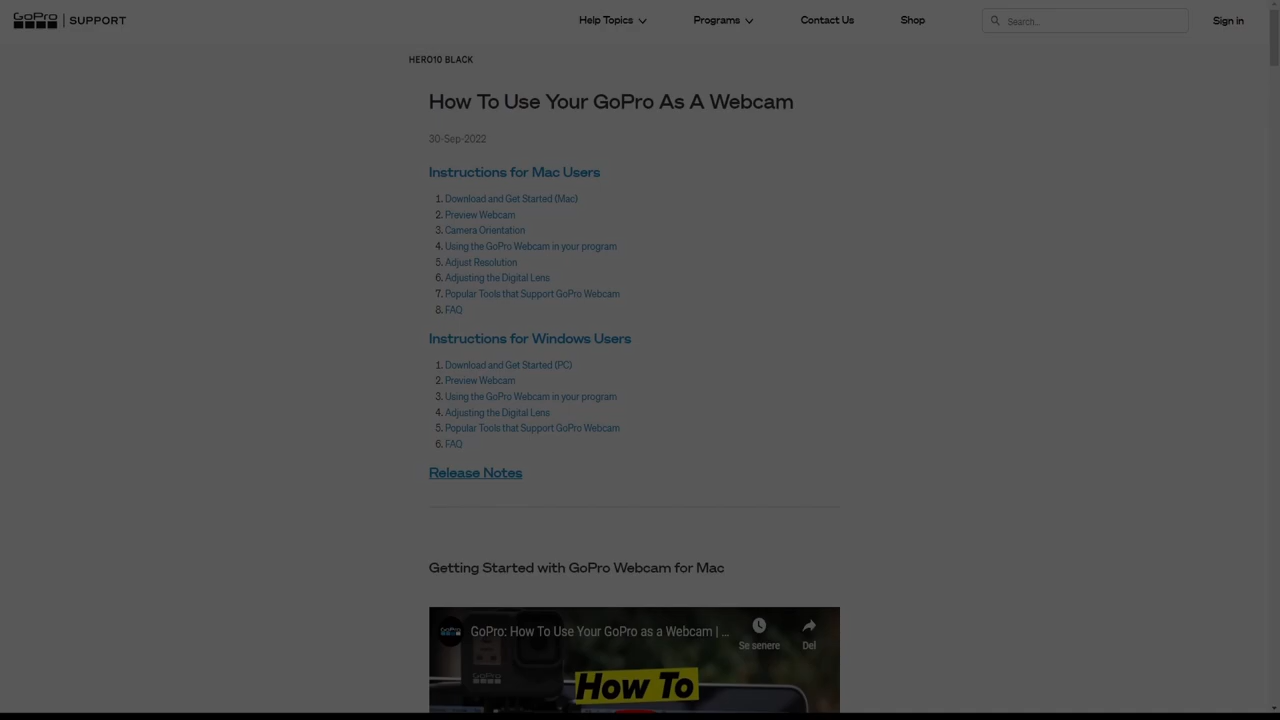 GoPro | SUPPORT
Help Topics
Programs
Contact Us
Shop
Search...
Sign in
HERO10 BLACK
How To Use Your GoPro As A Webcam
30-Sep-2022
Instructions for Mac Users
1. Download and Get Started (Mac)
2. Preview Webcam
3. Camera Orientation
4. Using the GoPro Webcam in your program
5. Adjust Resolution
6. Adjusting the Digital Lens
7. Popular Tools that Support GoPro Webcam
8. FAQ
Instructions for Windows Users
1. Download and Get Started (PC)
2. Preview Webcam
3. Using the GoPro Webcam in your program
4. Adjusting the Digital Lens
5. Popular Tools that Support GoPro Webcam
6. FAQ
Release Notes
Getting Started with GoPro Webcam for Mac
GoPro
GoPro: How To Use Your GoPro as a Webcam | ...
Se senere
Del
GoPro
How To